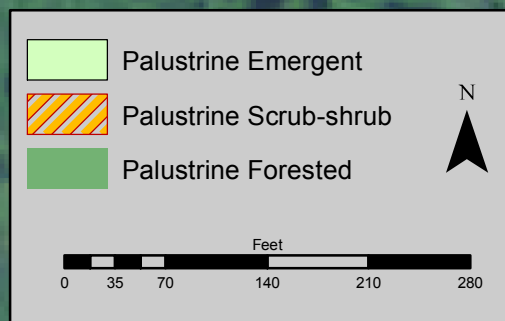 Palustrine Emergent
Palustrine Scrub-shrub
Palustrine Forested
N
Feet
0 35 70 140 210 280